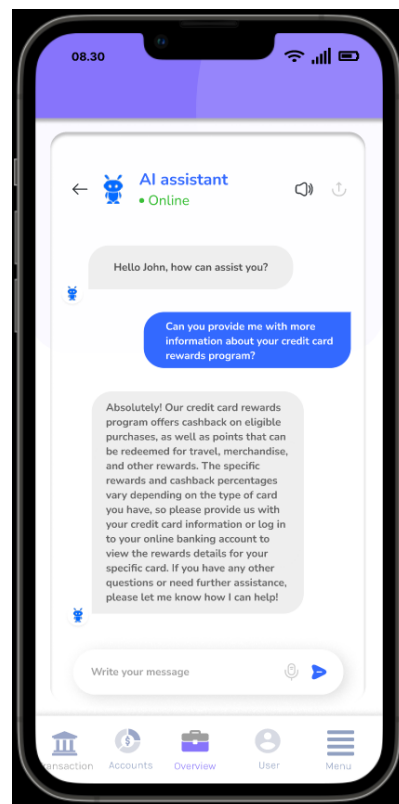 08.30
AI assistant
• Online
Hello John, how can assist you?
Can you provide me with more
information about your credit card
rewards program?
Absolutely! Our credit card rewards
program offers cashback on eligible
purchases, as well as points that can
be redeemed for travel, merchandise,
and other rewards. The specific
rewards and cashback percentages
vary depending on the type of card
you have, so please provide us with
your credit card information or log in
to your online banking account to
view the rewards details for your
specific card. If you have any other
questions or need further assistance,
please let me know how I can help!
Write your message
ransaction Accounts Overview User Menu